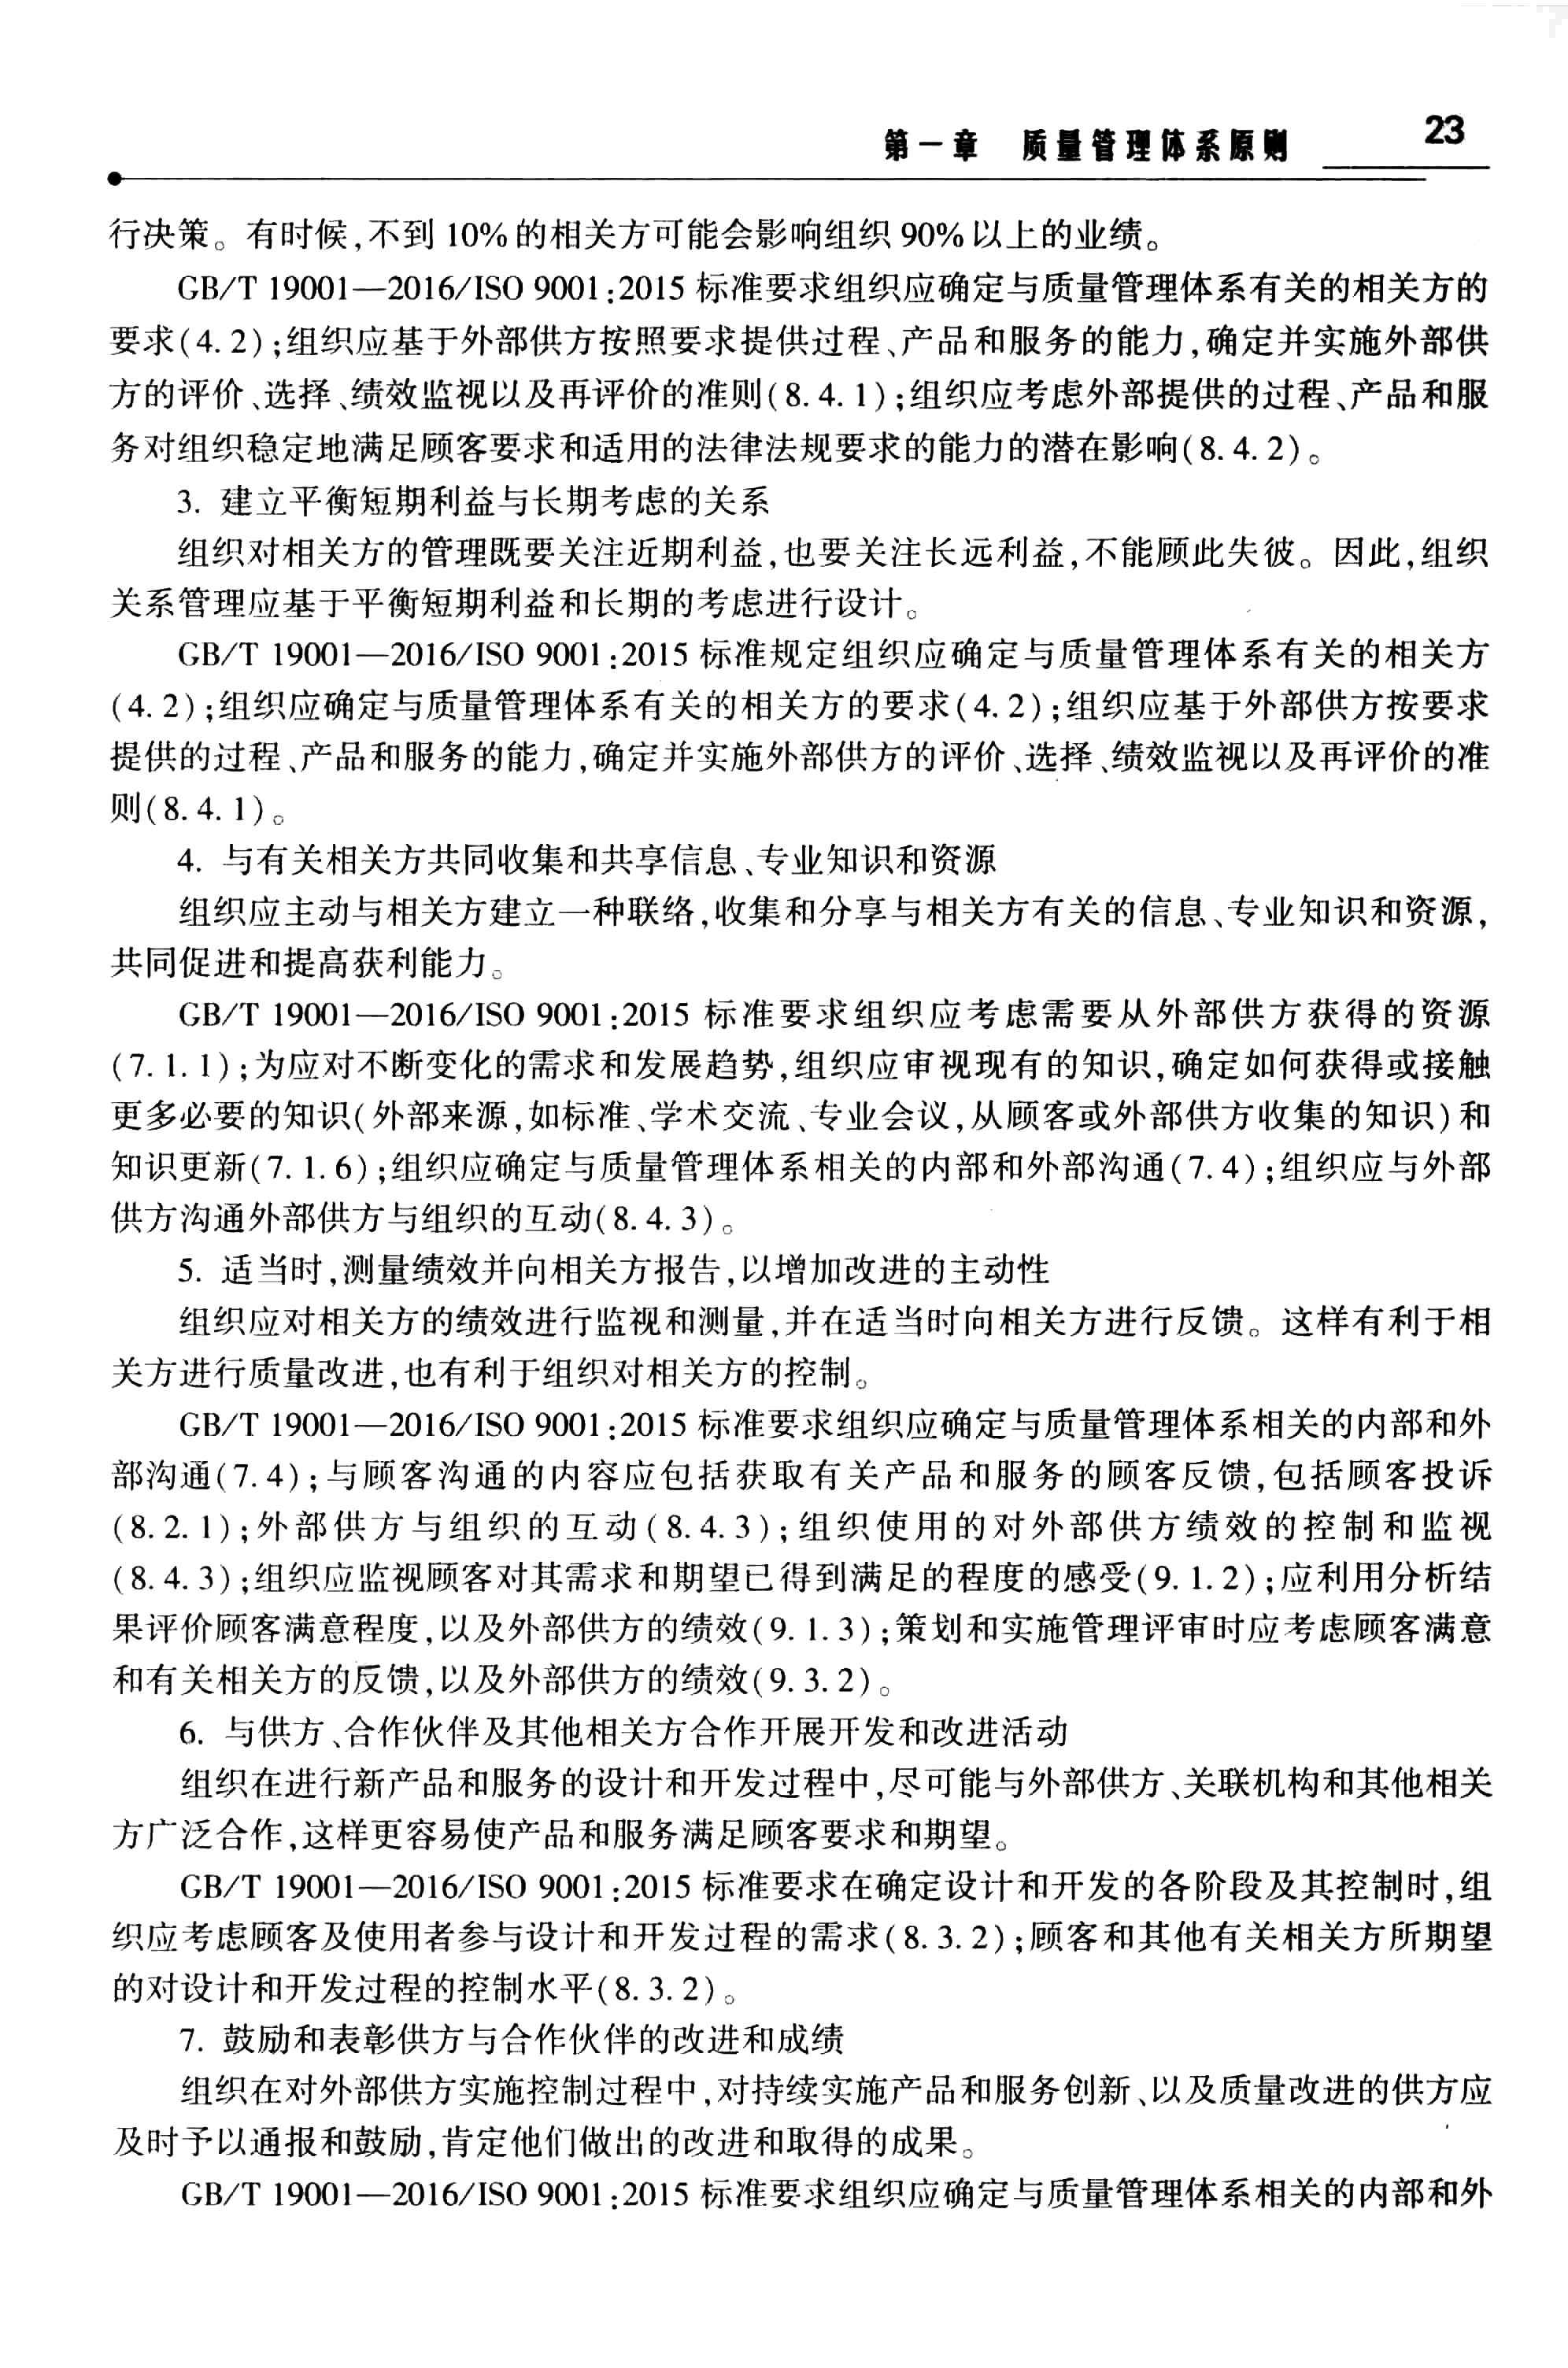 第一章 质量管理体系原则 23
行决策。有时候,不到 10%的相关方可能会影响组织 90%以上的业绩。
GB/T 19001—2016/ISO 9001:2015 标准要求组织应确定与质量管理体系有关的相关方的
要求(4.2);组织应基于外部供方按照要求提供过程、产品和服务的能力,确定并实施外部供
方的评价、选择、绩效监视以及再评价的准则(8.4.1);组织应考虑外部提供的过程、产品和服
务对组织稳定地满足顾客要求和适用的法律法规要求的能力的潜在影响(8.4.2)。
3. 建立平衡短期利益与长期考虑的关系
组织对相关方的管理既要关注近期利益,也要关注长远利益,不能顾此失彼。因此,组织
关系管理应基于平衡短期利益和长期的考虑进行设计。
GB/T 19001—2016/ISO 9001:2015 标准规定组织应确定与质量管理体系有关的相关方
(4.2);组织应确定与质量管理体系有关的相关方的要求(4.2);组织应基于外部供方按要求
提供的过程、产品和服务的能力,确定并实施外部供方的评价、选择、绩效监视以及再评价的准
则(8.4.1)。
4. 与有关相关方共同收集和共享信息、专业知识和资源
组织应主动与相关方建立一种联络,收集和分享与相关方有关的信息、专业知识和资源,
共同促进和提高获利能力。
GB/T 19001—2016/ISO 9001:2015 标准要求组织应考虑需要从外部供方获得的资源
(7.1.1);为应对不断变化的需求和发展趋势,组织应审视现有的知识,确定如何获得或接触
更多必要的知识(外部来源,如标准、学术交流、专业会议,从顾客或外部供方收集的知识)和
知识更新(7.1.6);组织应确定与质量管理体系相关的内部和外部沟通(7.4);组织应与外部
供方沟通外部供方与组织的互动(8.4.3)。
5. 适当时,测量绩效并向相关方报告,以增加改进的主动性
组织应对相关方的绩效进行监视和测量,并在适当时向相关方进行反馈。这样有利于相
关方进行质量改进,也有利于组织对相关方的控制。
GB/T 19001—2016/ISO 9001:2015 标准要求组织应确定与质量管理体系相关的内部和外
部沟通(7.4);与顾客沟通的内容应包括获取有关产品和服务的顾客反馈,包括顾客投诉
(8.2.1);外部供方与组织的互动(8.4.3);组织使用的对外部供方绩效的控制和监视
(8.4.3);组织应监视顾客对其需求和期望已得到满足的程度的感受(9.1.2);应利用分析结
果评价顾客满意程度,以及外部供方的绩效(9.1.3);策划和实施管理评审时应考虑顾客满意
和有关相关方的反馈,以及外部供方的绩效(9.3.2)。
6. 与供方、合作伙伴及其他相关方合作开展开发和改进活动
组织在进行新产品和服务的设计和开发过程中,尽可能与外部供方、关联机构和其他相关
方广泛合作,这样更容易使产品和服务满足顾客要求和期望。
GB/T 19001—2016/ISO 9001:2015 标准要求在确定设计和开发的各阶段及其控制时,组
织应考虑顾客及使用者参与设计和开发过程的需求(8.3.2);顾客和其他有关相关方所期望
的对设计和开发过程的控制水平(8.3.2)。
7. 鼓励和表彰供方与合作伙伴的改进和成绩
组织在对外部供方实施控制过程中,对持续实施产品和服务创新、以及质量改进的供方应
及时予以通报和鼓励,肯定他们做出的改进和取得的成果。
GB/T 19001—2016/ISO 9001:2015 标准要求组织应确定与质量管理体系相关的内部和外